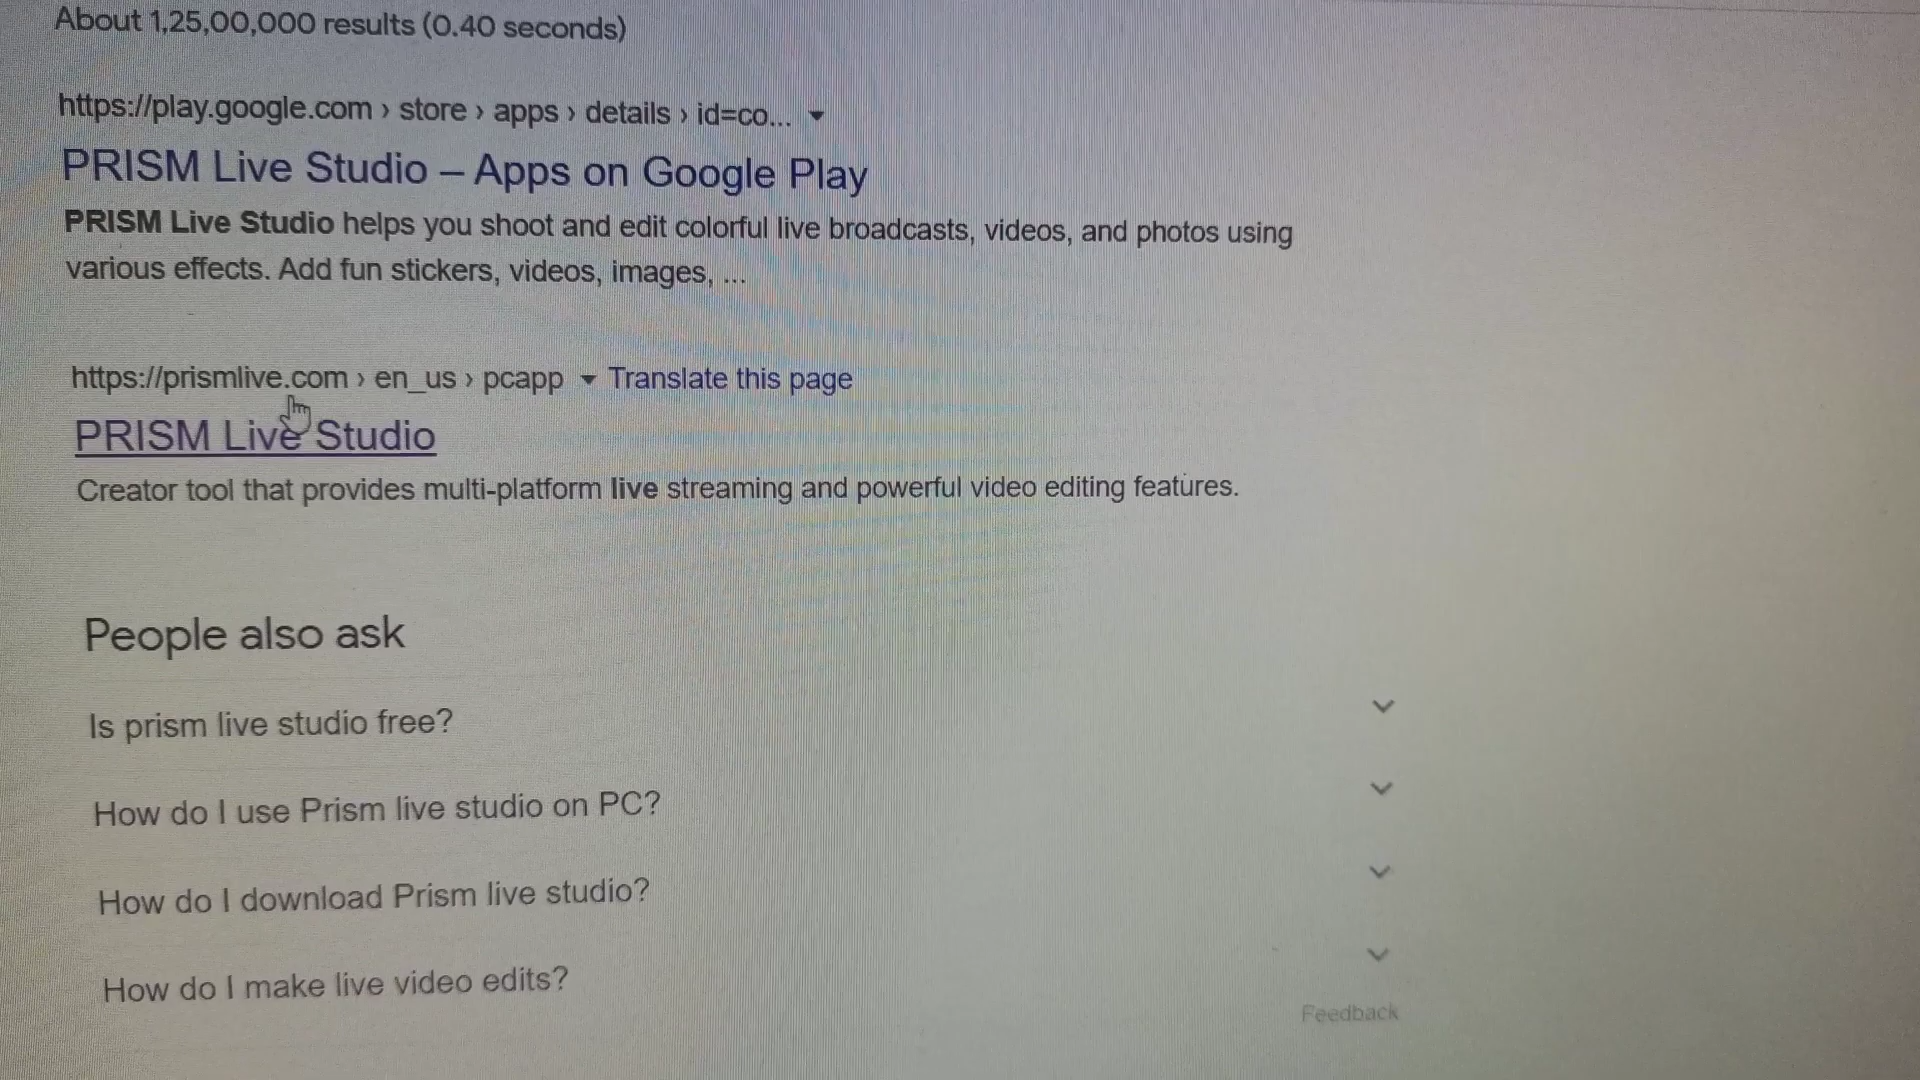 About 1,25,00,000 results (0.40 seconds)
https://play.google.com › store › apps › details › id=co...
PRISM Live Studio – Apps on Google Play
PRISM Live Studio helps you shoot and edit colorful live broadcasts, videos, and photos using
various effects. Add fun stickers, videos, images, ...
https://prismlive.com › en_us › pcapp Translate this page
PRISM Live Studio
Creator tool that provides multi-platform live streaming and powerful video editing features.
People also ask
Is prism live studio free?
How do I use Prism live studio on PC?
How do I download Prism live studio?
How do I make live video edits?
Feedback